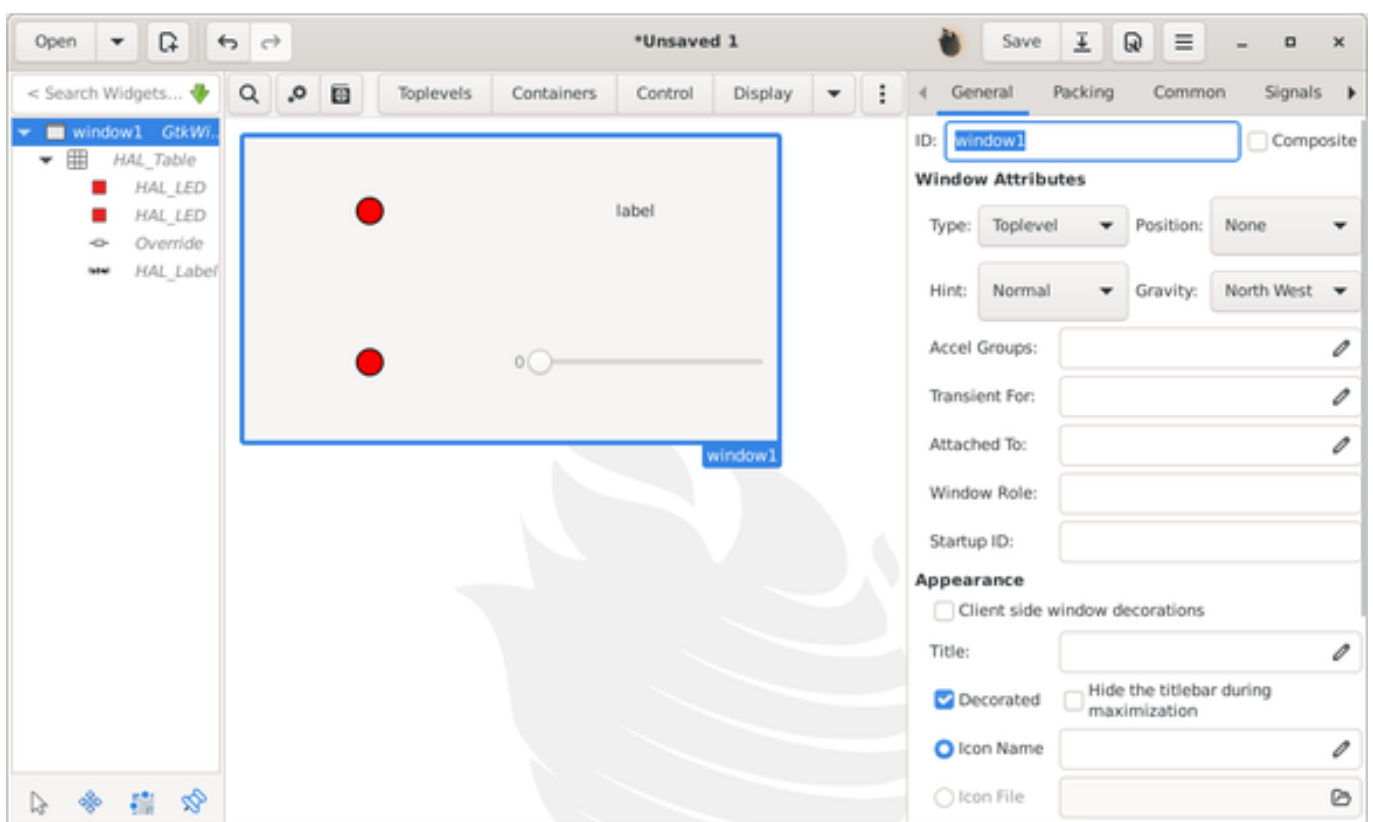 Open
*Unsaved 1
Save
< Search Widgets...
Toplevels Containers Control Display
General Packing Common Signals
window1 GtkWi..
HAL_Table
HAL_LED
HAL_LED
Override
HAL_Label
label
0
window1
ID: window1 Composite
Window Attributes
Type: Toplevel Position: None
Hint: Normal Gravity: North West
Accel Groups:
Transient For:
Attached To:
Window Role:
Startup ID:
Appearance
Client side window decorations
Title:
Decorated Hide the titlebar during
maximization
Icon Name
Icon File